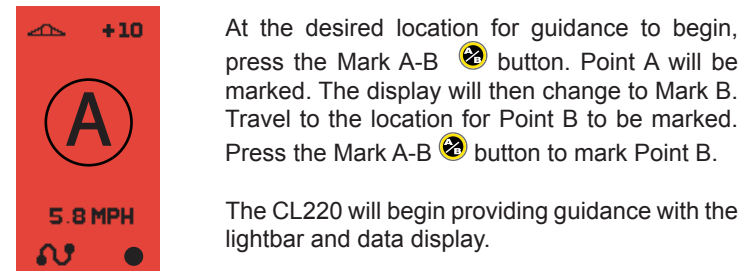 +10
A
5.8 MPH
At the desired location for guidance to begin,
press the Mark A-B A/B button. Point A will be
marked. The display will then change to Mark B.
Travel to the location for Point B to be marked.
Press the Mark A-B A/B button to mark Point B.
The CL220 will begin providing guidance with the
lightbar and data display.